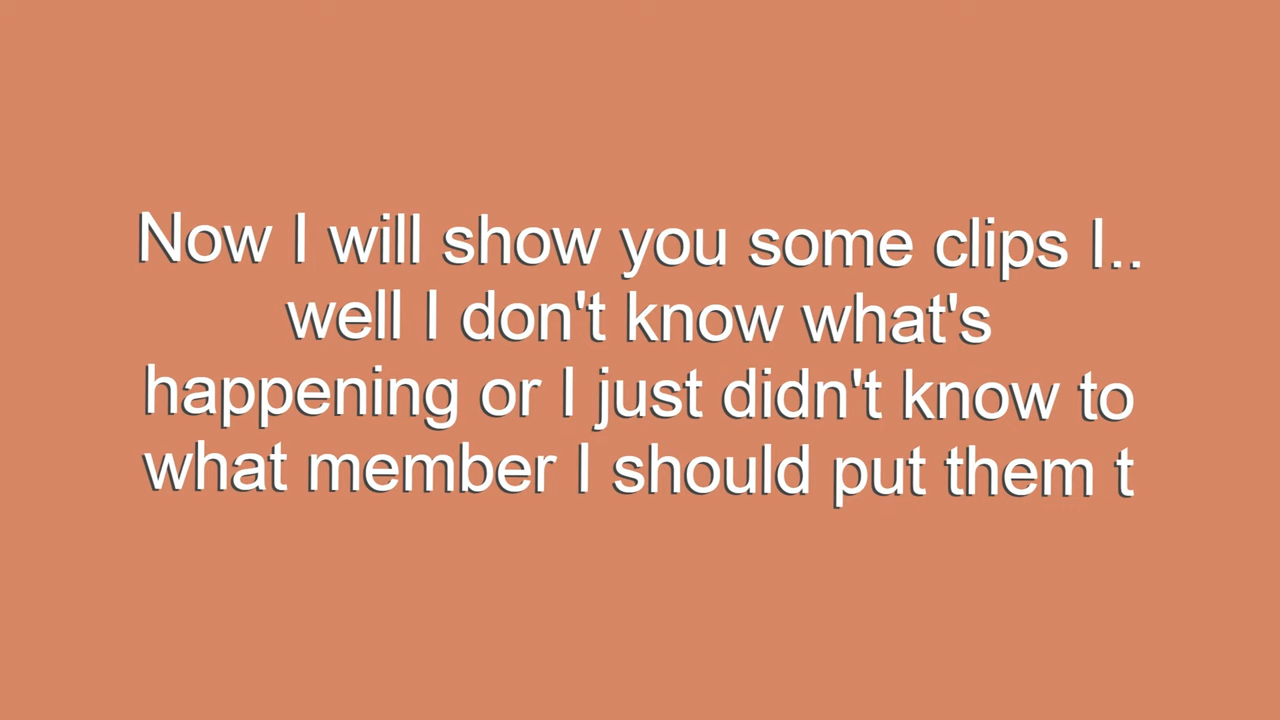 Now I will show you some clips I..
well I don't know what's
happening or I just didn't know to
what member I should put them t